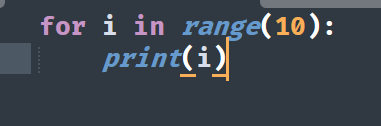 for i in range(10):
    print(i)